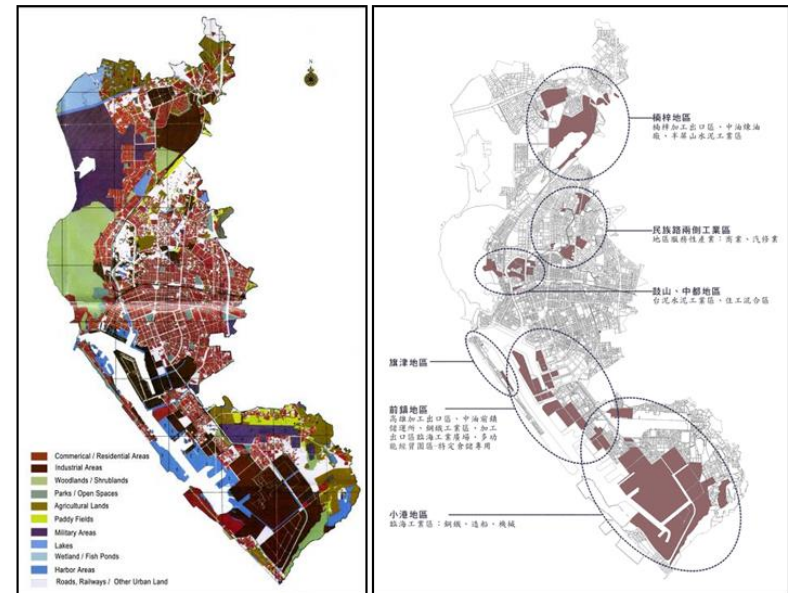 N
Commerical / Residential Areas
Industrial Areas
Woodlands / Shrublands
Parks / Open Spaces
Agricultural Lands
Paddy Fields
Military Areas
Lakes
Wetland / Fish Ponds
Harbor Areas
Roads, Railways / Other Urban Land
楠梓地區
楠梓加工出口區、中油煉油
廠、半屏山水泥工業區
民族路兩側工業區
地區服務性產業：商業、汽修業
鼓山、中都地區
台泥水泥工業區、住工混合區
旗津地區
前鎮地區
高雄加工出口區、中油前鎮
儲運所、鋼鐵工業區、加工
出口區臨海工業廣場、多功
能經貿園區-特定倉儲專用
小港地區
臨海工業區：鋼鐵、造船、機械